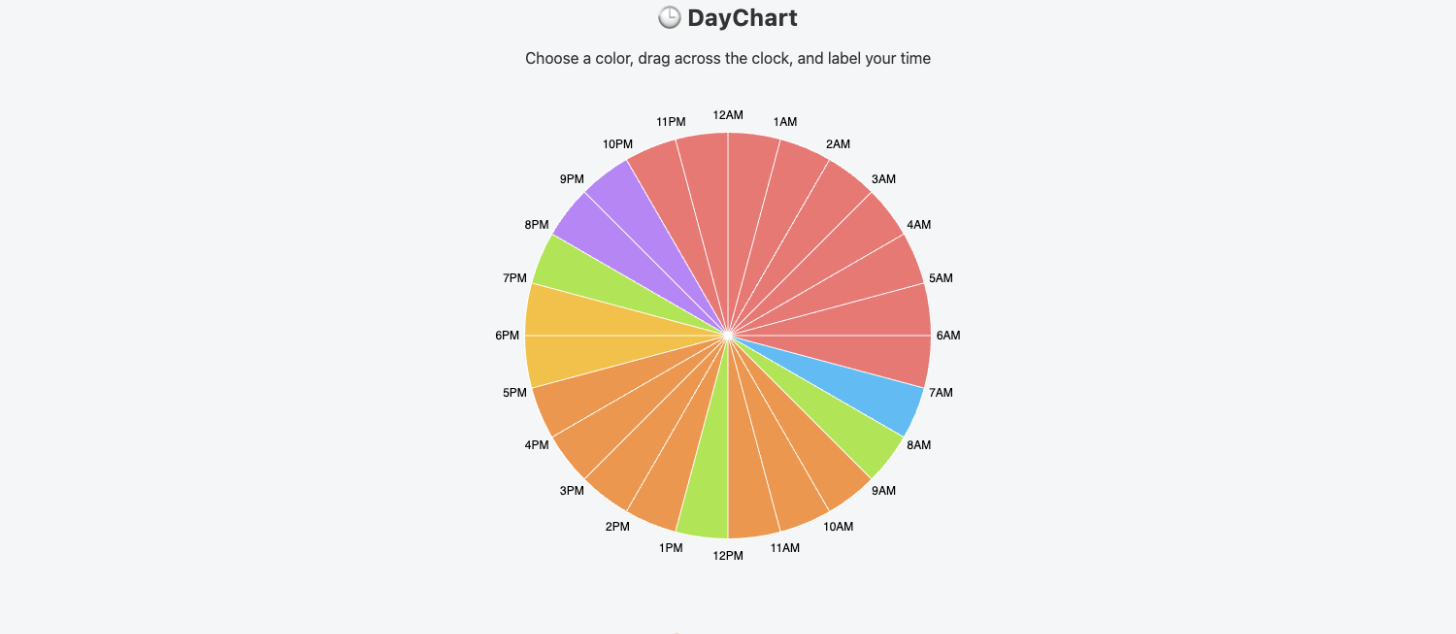 🕒 DayChart
Choose a color, drag across the clock, and label your time
12AM
1AM
2AM
3AM
4AM
5AM
6AM
7AM
8AM
9AM
10AM
11AM
12PM
1PM
2PM
3PM
4PM
5PM
6PM
7PM
8PM
9PM
10PM
11PM